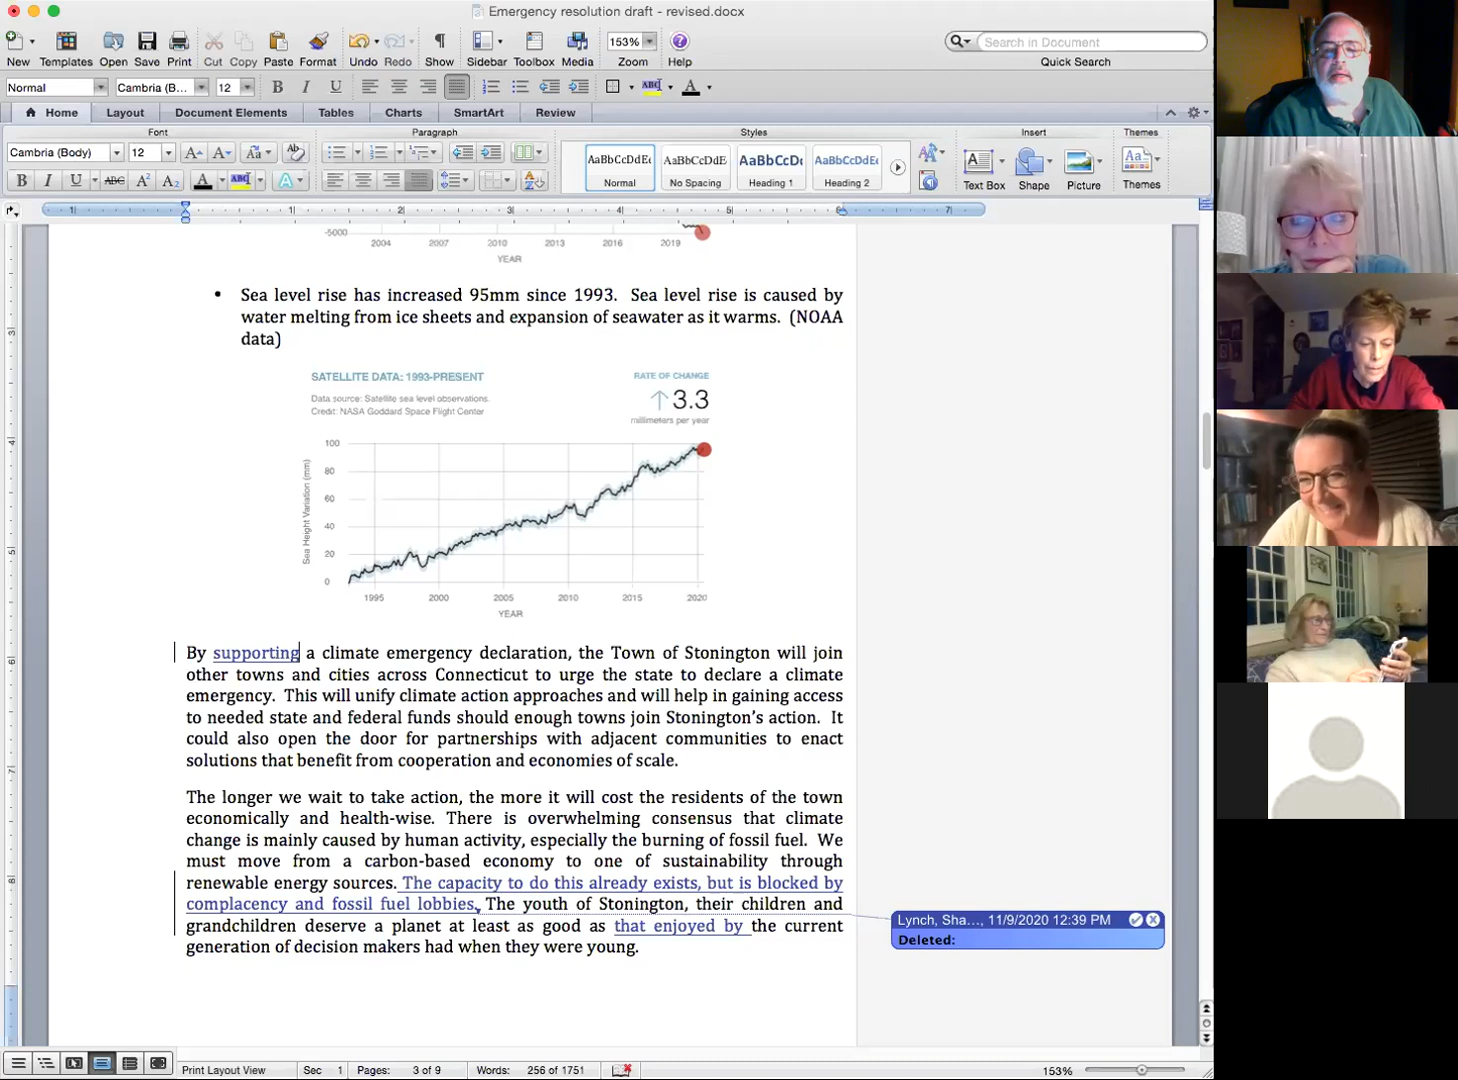 Emergency resolution draft - revised.docx
New Templates Open Save Print Cut Copy Paste Format Undo Redo Show Sidebar Toolbox Media Zoom Help
153%
Search in Document
Quick Search
Normal Cambria (B... 12 B I U ABC A
Home Layout Document Elements Tables Charts SmartArt Review
Font Paragraph Styles Insert Themes
Cambria (Body) 12
AaBbCcDdEe AaBbCcDdE AaBbCcDc AaBbCcDdEe
Normal No Spacing Heading 1 Heading 2
Text Box Shape Picture Themes
-5000
2004 2007 2010 2013 2016 2019
YEAR
• Sea level rise has increased 95mm since 1993. Sea level rise is caused by
water melting from ice sheets and expansion of seawater as it warms. (NOAA
data)
SATELLITE DATA: 1993-PRESENT
RATE OF CHANGE
Data source: Satellite sea level observations.
Credit: NASA Goddard Space Flight Center
↑3.3
millimeters per year
Sea Height Variation (mm)
100
80
60
40
20
0
1995 2000 2005 2010 2015 2020
YEAR
By supporting a climate emergency declaration, the Town of Stonington will join
other towns and cities across Connecticut to urge the state to declare a climate
emergency. This will unify climate action approaches and will help in gaining access
to needed state and federal funds should enough towns join Stonington’s action. It
could also open the door for partnerships with adjacent communities to enact
solutions that benefit from cooperation and economies of scale.
The longer we wait to take action, the more it will cost the residents of the town
economically and health-wise. There is overwhelming consensus that climate
change is mainly caused by human activity, especially the burning of fossil fuel. We
must move from a carbon-based economy to one of sustainability through
renewable energy sources. The capacity to do this already exists, but is blocked by
complacency and fossil fuel lobbies. The youth of Stonington, their children and
grandchildren deserve a planet at least as good as that enjoyed by the current
generation of decision makers had when they were young.
Lynch, Sha..., 11/9/2020 12:39 PM
Deleted:
Print Layout View Sec 1 Pages: 3 of 9 Words: 256 of 1751 153%